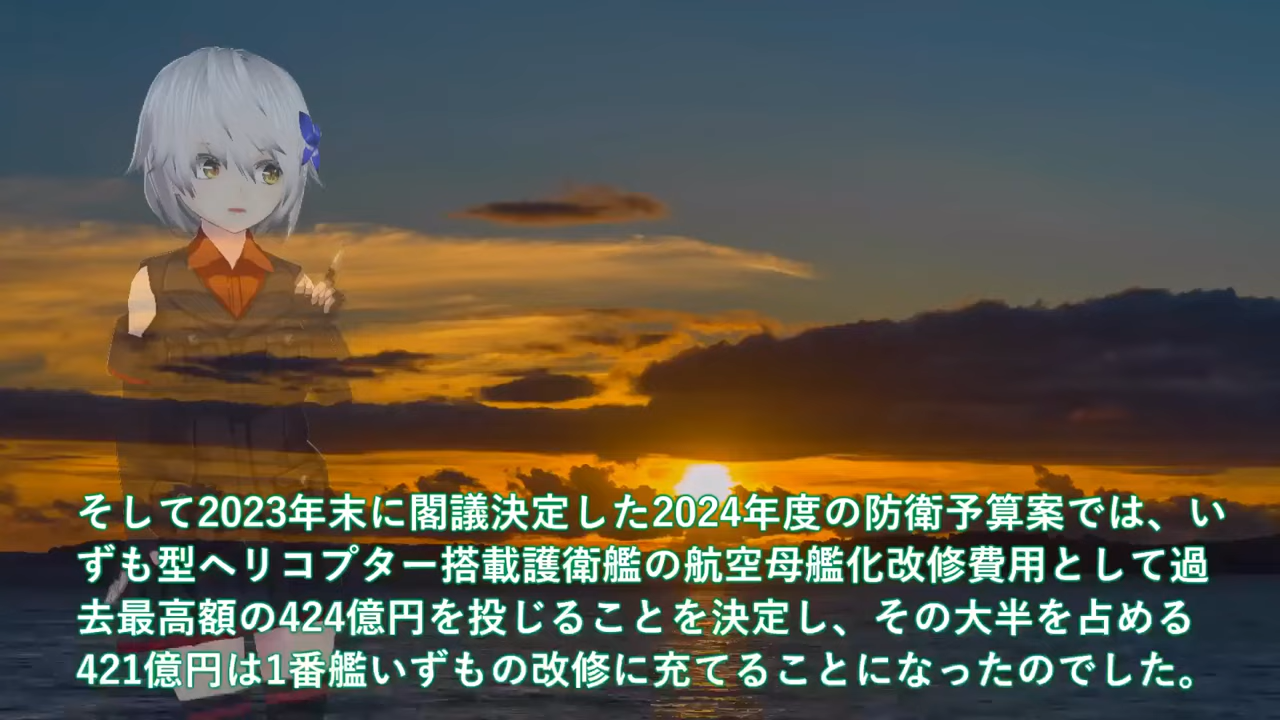 そして2023年末に閣議決定した2024年度の防衛予算案では、い
ずも型ヘリコプター搭載護衛艦の航空母艦化改修費用として過
去最高額の424億円を投じることを決定し、その大半を占める
421億円は1番艦いずもの改修に充てることになったのでした。